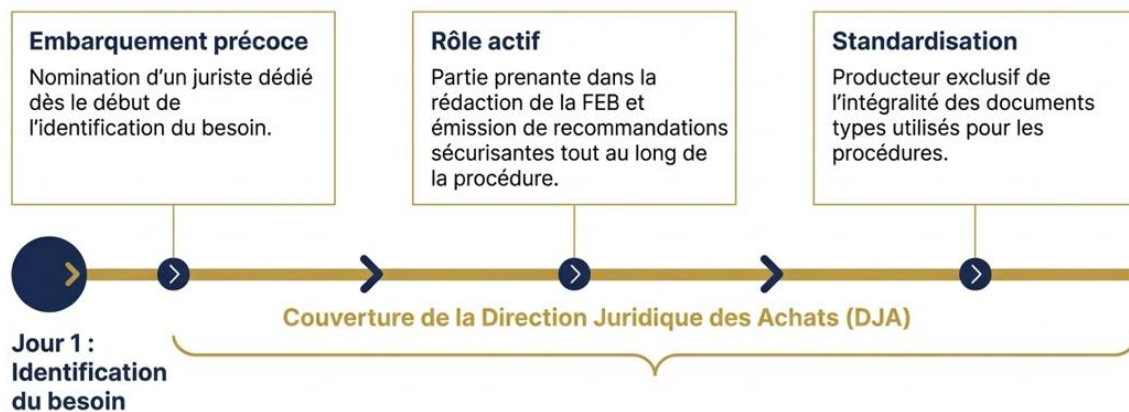 Embarquement précoce
Nomination d'un juriste dédié
dès le début de
l'identification du besoin.
Rôle actif
Partie prenante dans la
rédaction de la FEB et
émission de recommandations
sécurisantes tout au long de
la procédure.
Standardisation
Producteur exclusif de
l'intégralité des documents
types utilisés pour les
procédures.
Couverture de la Direction Juridique des Achats (DJA)
Jour 1 :
Identification
du besoin